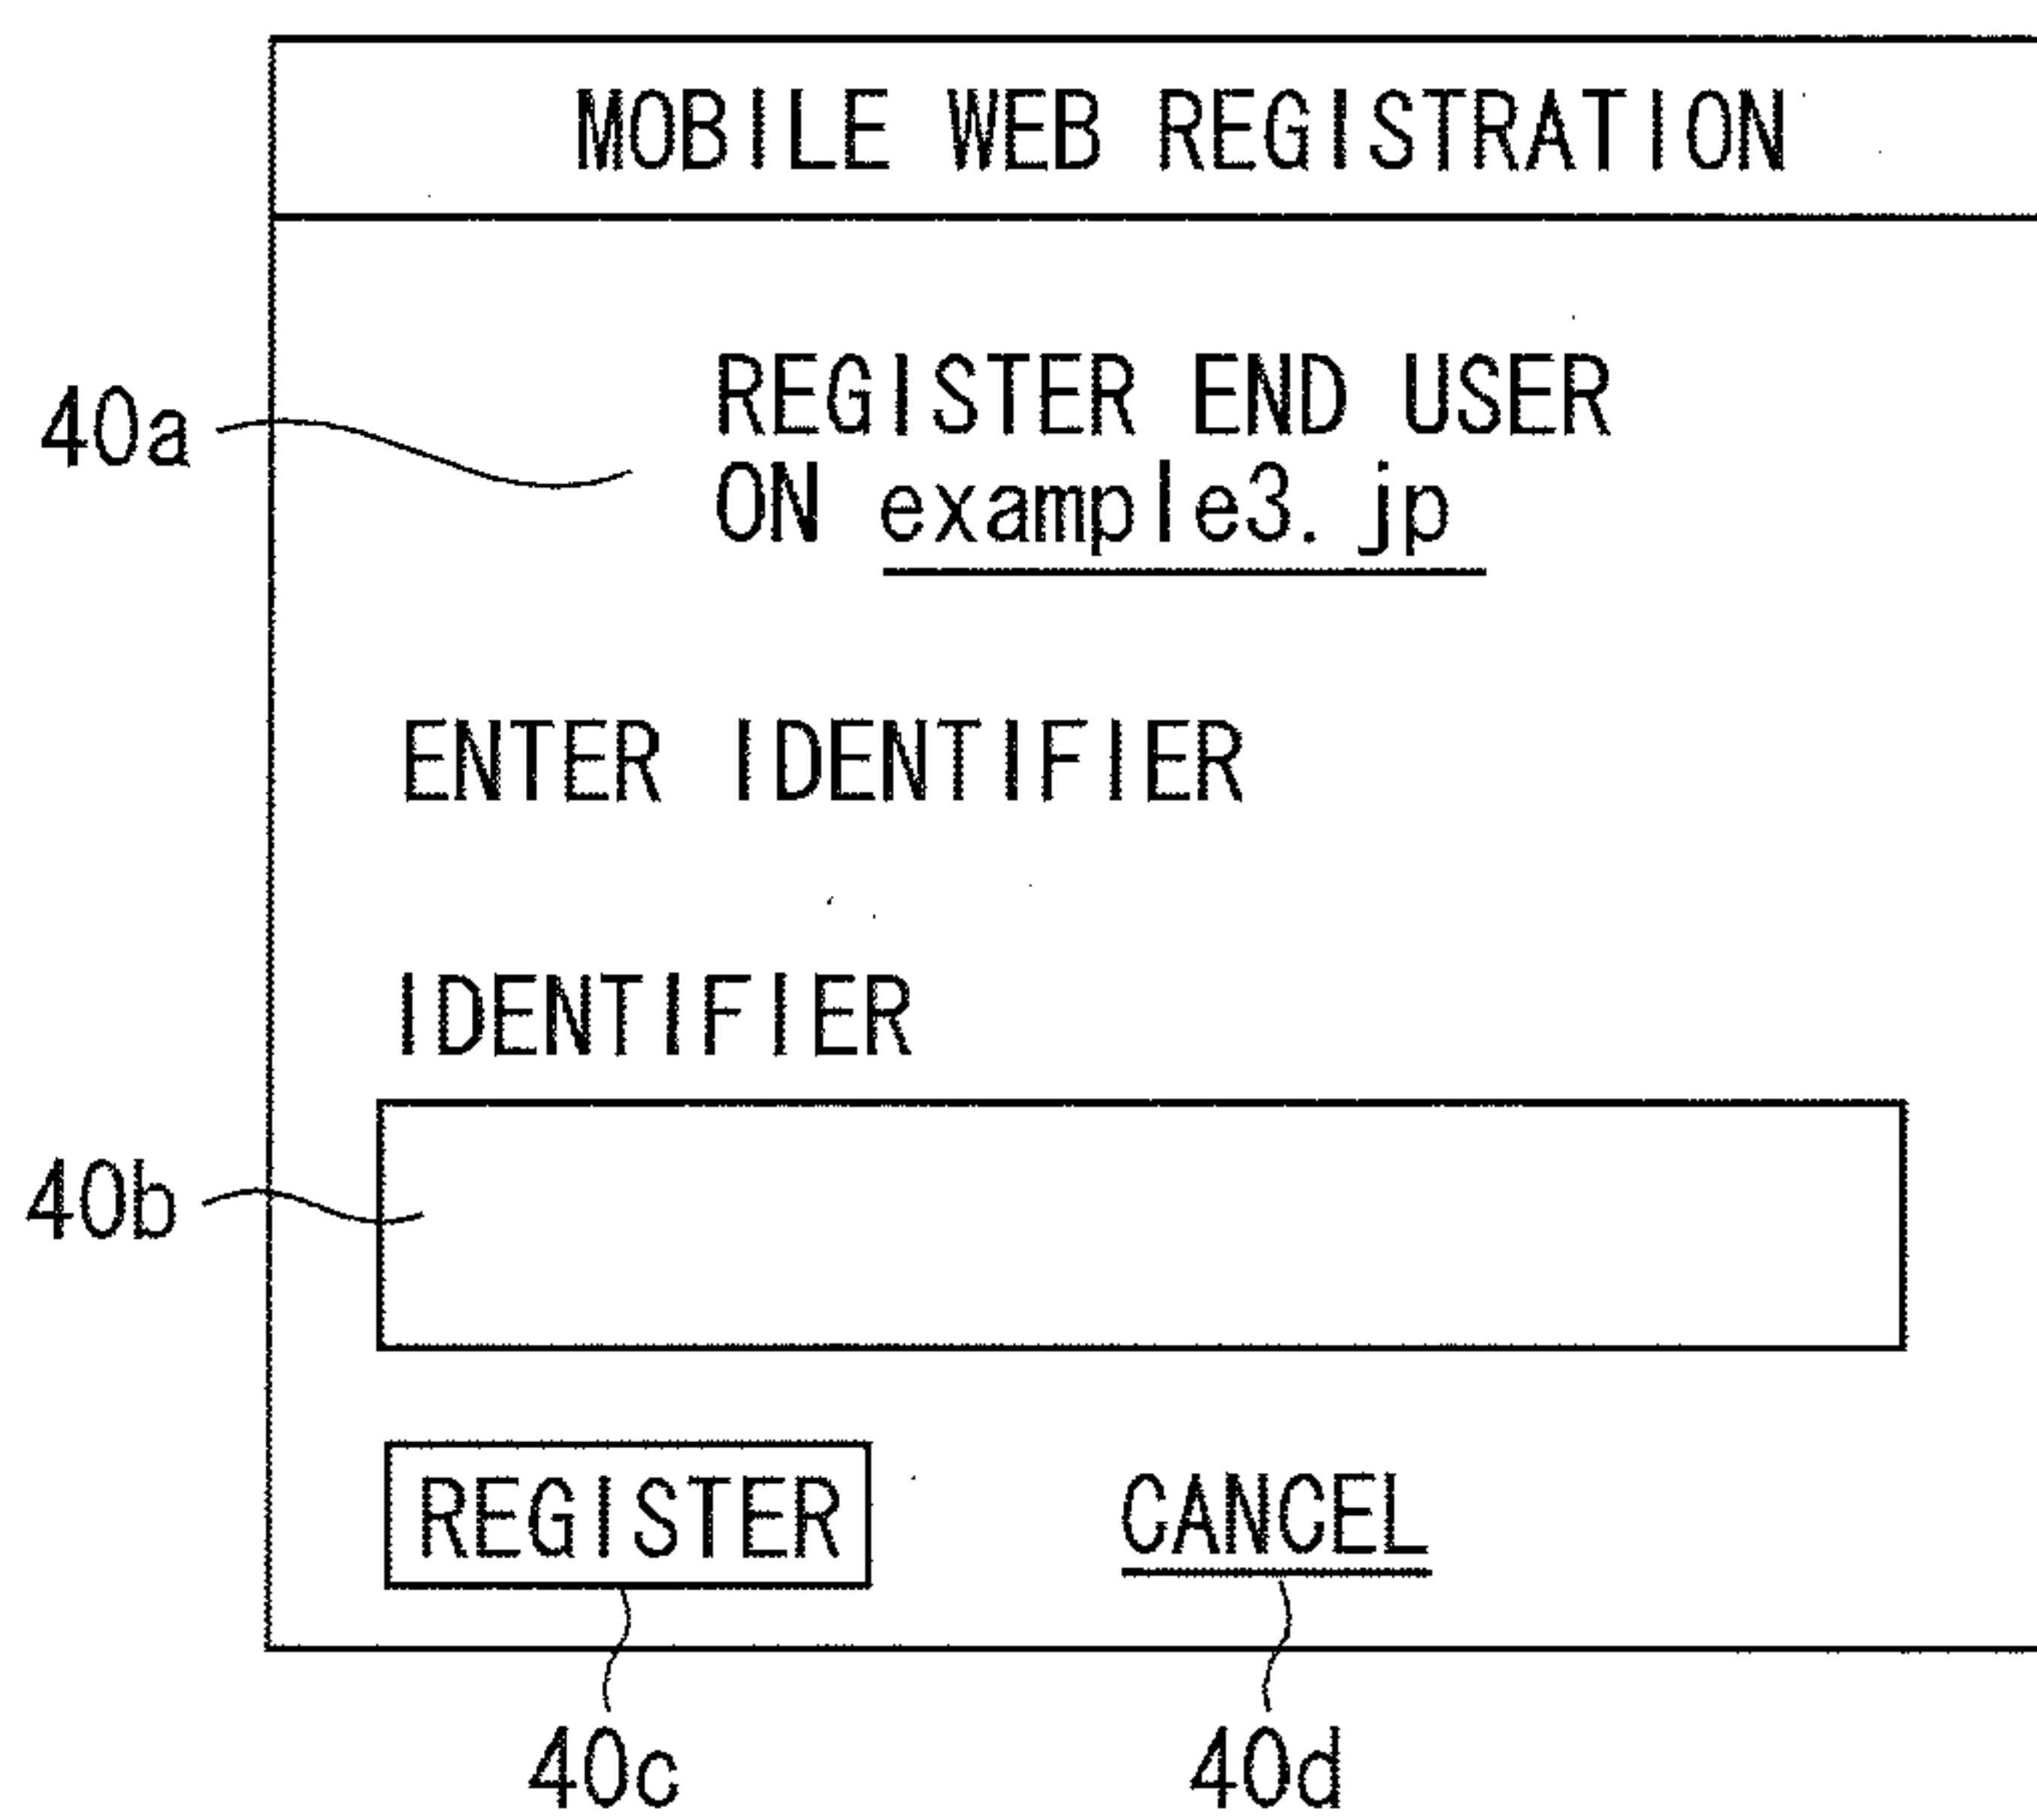 MOBILE WEB REGISTRATION
40a
REGISTER END USER
ON example3.jp
ENTER IDENTIFIER
IDENTIFIER
40b
REGISTER CANCEL
40c 40d